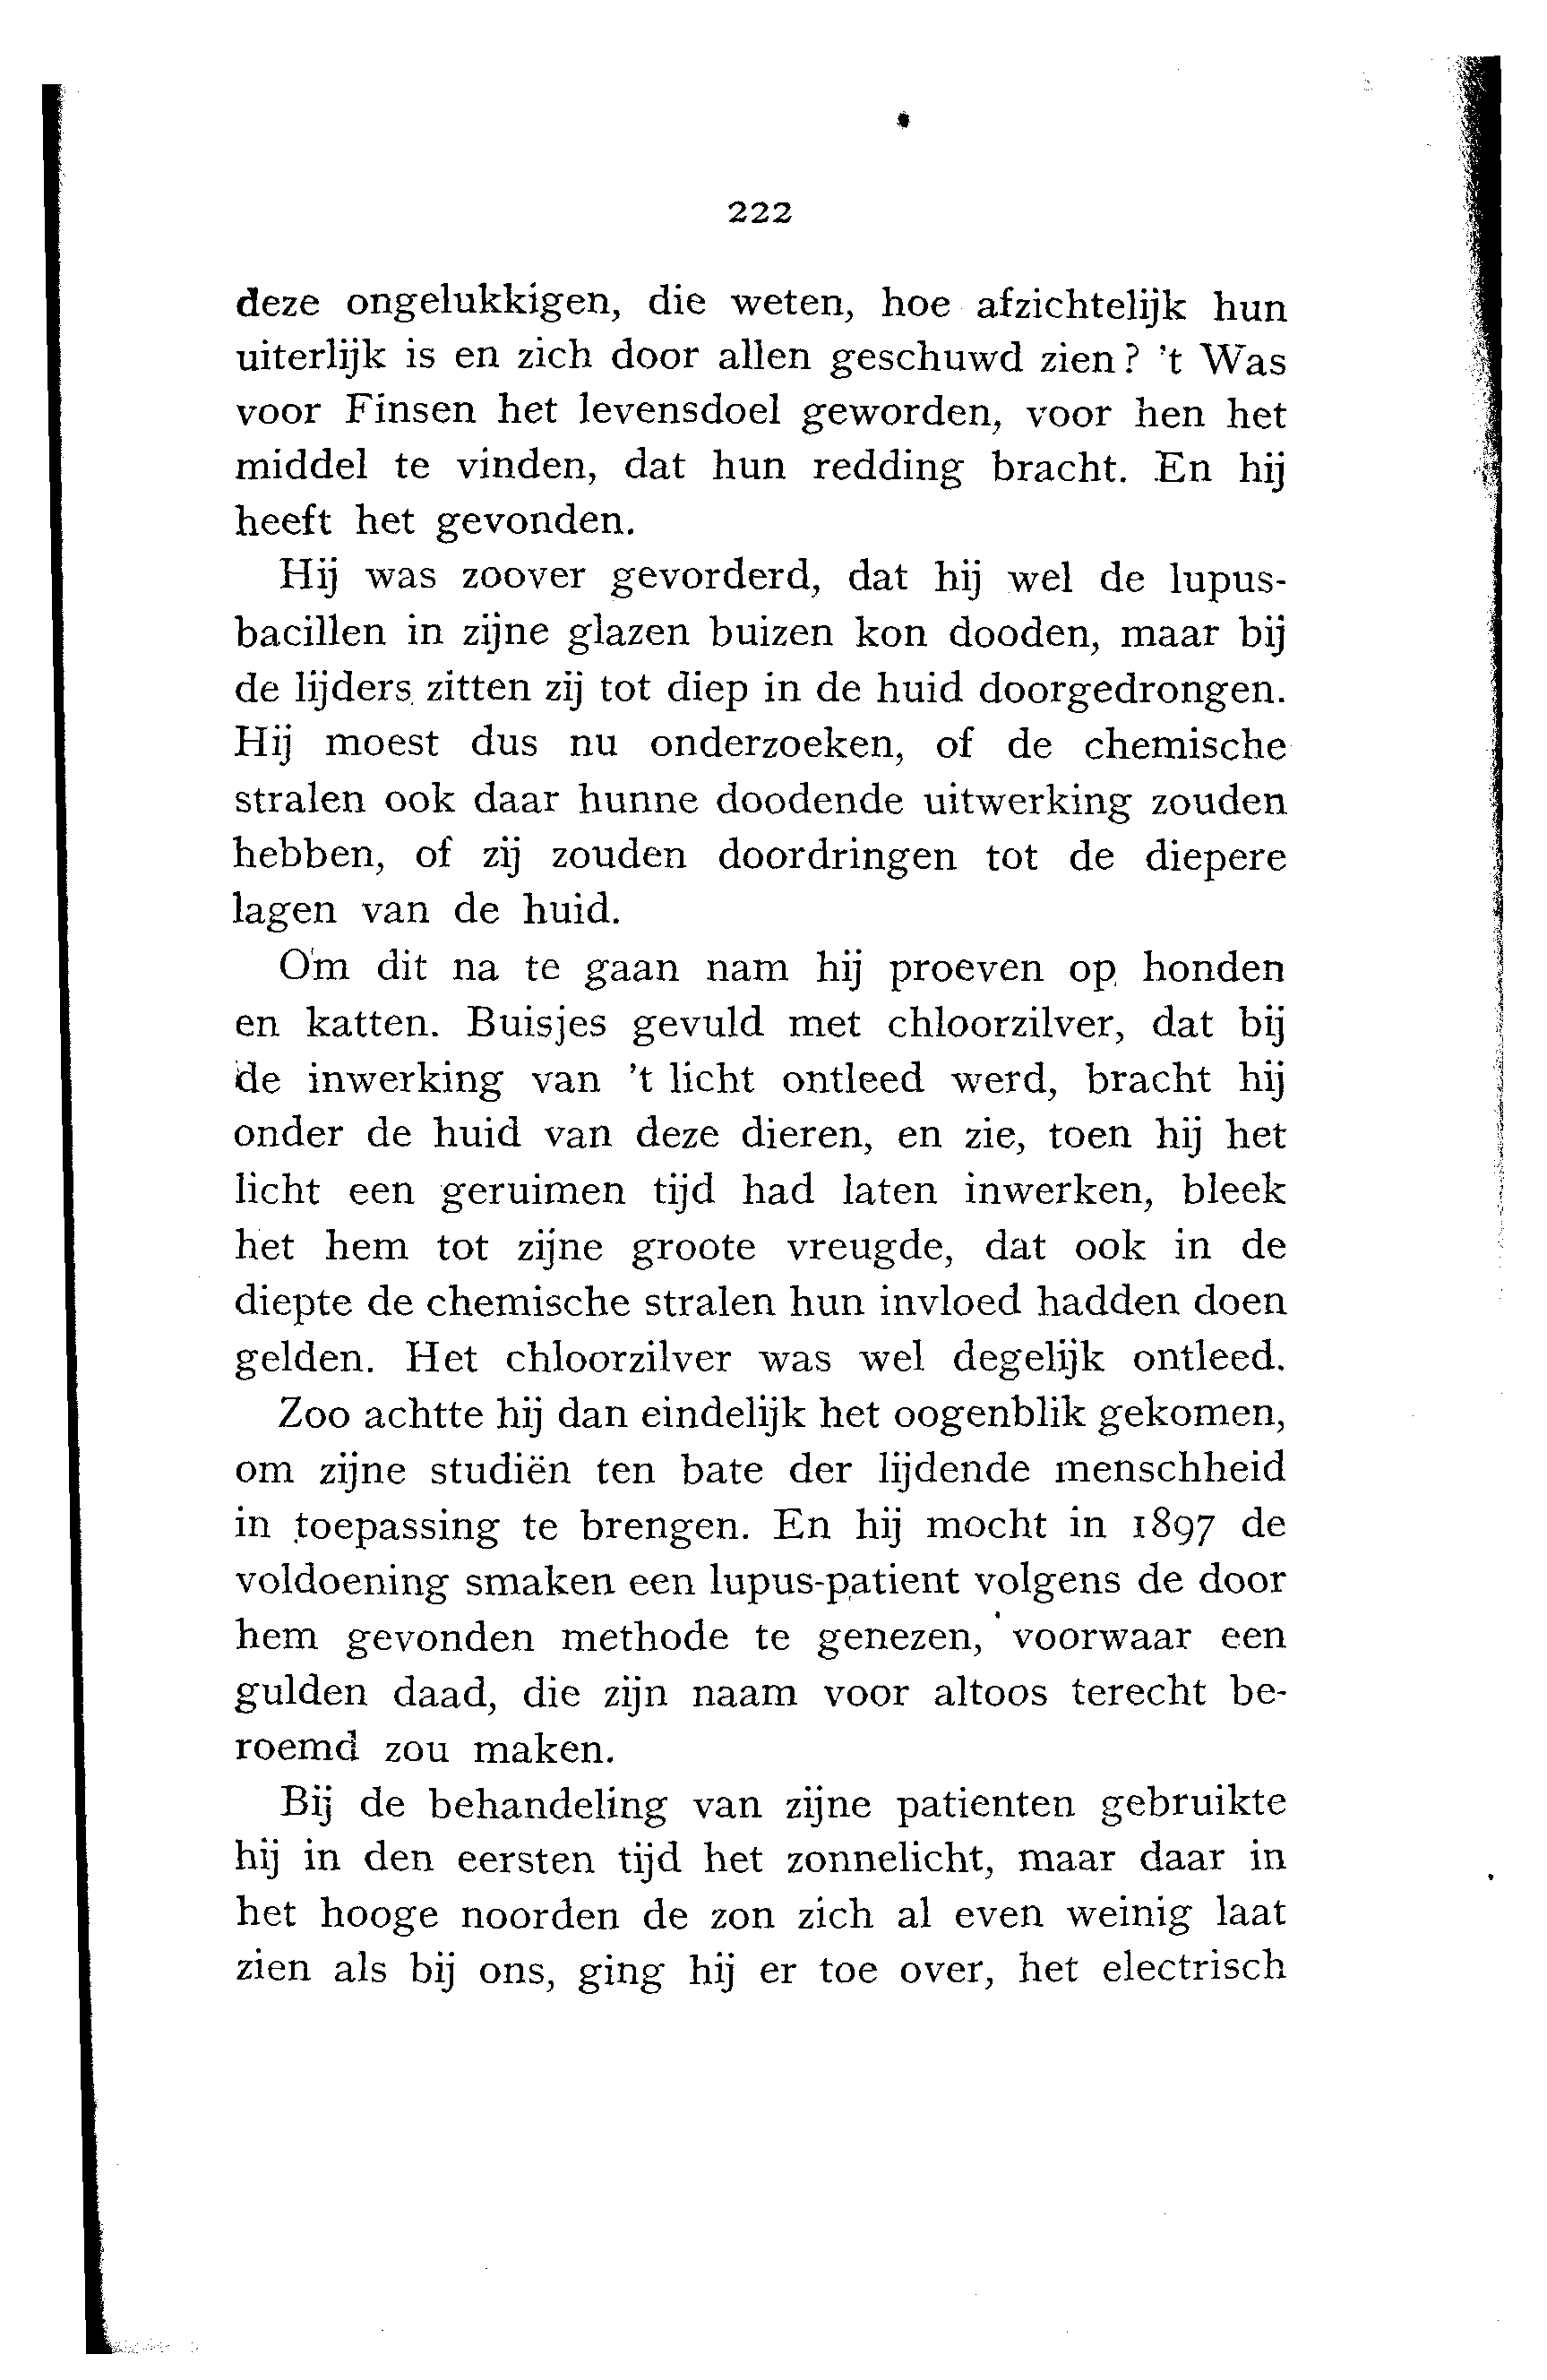 222
deze ongelukkigen, die weten, hoe afzichtelijk hun
uiterlijk is en zich door allen geschuwd zien? 't Was
voor Finsen het levensdoel geworden, voor hen het
middel te vinden, dat hun redding bracht. En hij
heeft het gevonden.
Hij was zoover gevorderd, dat hij wel de lupus-
bacillen in zijne glazen buizen kon dooden, maar bij
de lijders zitten zij tot diep in de huid doorgedrongen.
Hij moest dus nu onderzoeken, of de chemische
stralen ook daar hunne doodende uitwerking zouden
hebben, of zij zouden doordringen tot de diepere
lagen van de huid.
Om dit na te gaan nam hij proeven op honden
en katten. Buisjes gevuld met chloorzilver, dat bij
de inwerking van 't licht ontleed werd, bracht hij
onder de huid van deze dieren, en zie, toen hij het
licht een geruimen tijd had laten inwerken, bleek
het hem tot zijne groote vreugde, dat ook in de
diepte de chemische stralen hun invloed hadden doen
gelden. Het chloorzilver was wel degelijk ontleed.
Zoo achtte hij dan eindelijk het oogenblik gekomen,
om zijne studiën ten bate der lijdende menschheid
in toepassing te brengen. En hij mocht in 1897 de
voldoening smaken een lupus-patient volgens de door
hem gevonden methode te genezen, voorwaar een
gulden daad, die zijn naam voor altoos terecht be-
roemd zou maken.
Bij de behandeling van zijne patienten gebruikte
hij in den eersten tijd het zonnelicht, maar daar in
het hooge noorden de zon zich al even weinig laat
zien als bij ons, ging hij er toe over, het electrisch